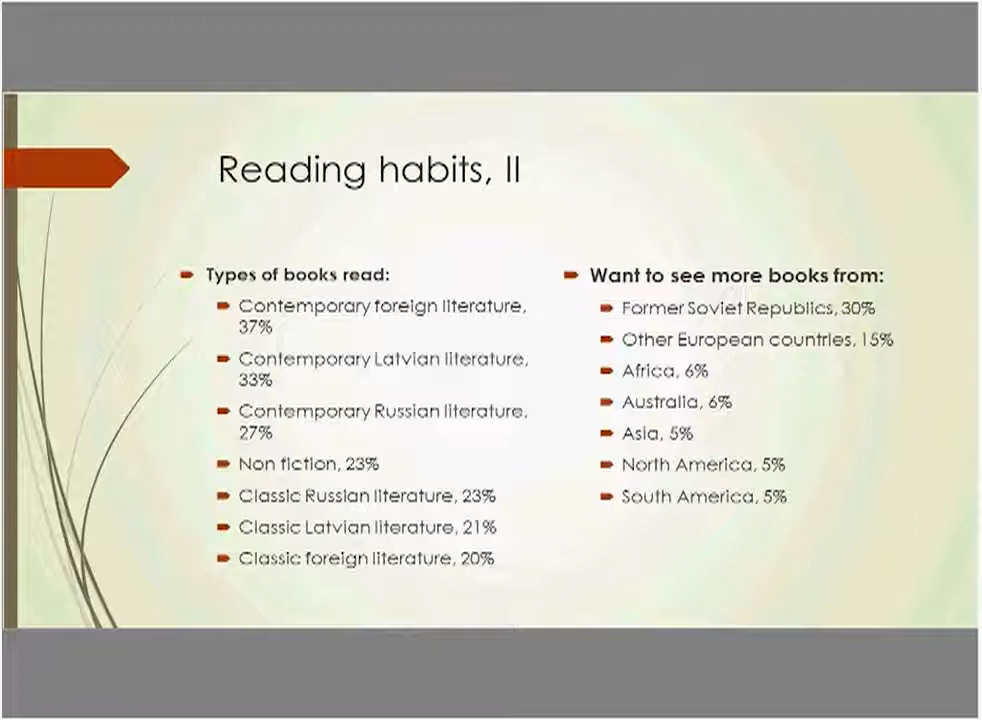 Reading habits, II
Types of books read:
Contemporary foreign literature,
37%
Contemporary Latvian literature,
33%
Contemporary Russian literature,
27%
Non fiction, 23%
Classic Russian literature, 23%
Classic Latvian literature, 21%
Classic foreign literature, 20%
Want to see more books from:
Former Soviet Republics, 30%
Other European countries, 15%
Africa, 6%
Australia, 6%
Asia, 5%
North America, 5%
South America, 5%